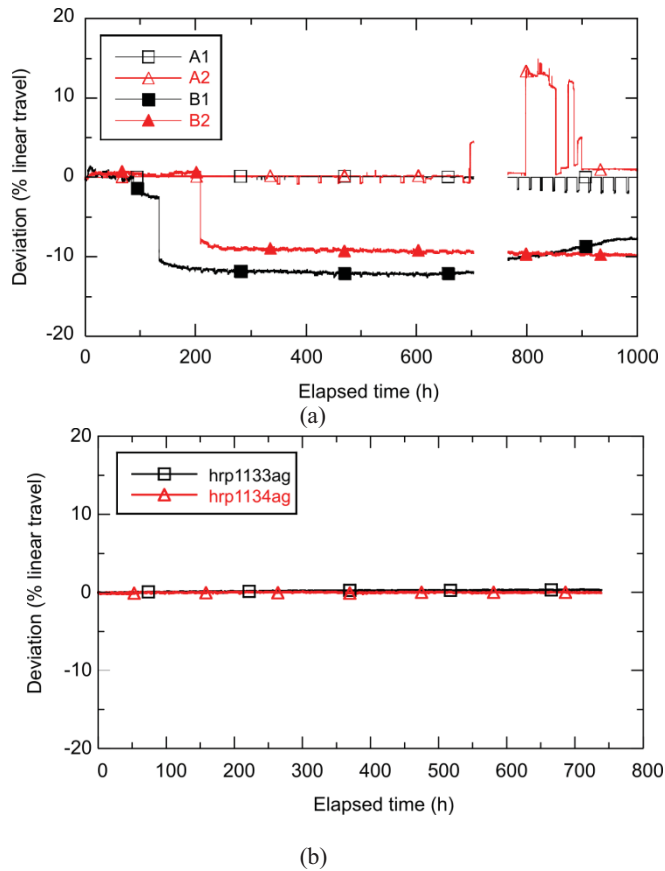 20
A1
A2
B1
B2
10
0
-10
-20
Deviation (% linear travel)
0
200
400
600
800
1000
Elapsed time (h)
(a)
20
hrp1133ag
hrp1134ag
10
0
-10
-20
Deviation (% linear travel)
0
100
200
300
400
500
600
700
800
Elapsed time (h)
(b)